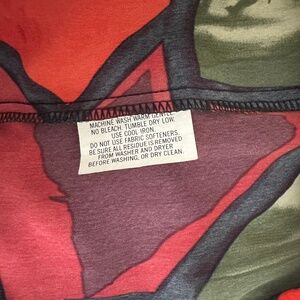 MACHINE WASH WARM GENTLE
NO BLEACH. TUMBLE DRY LOW.
USE COOL IRON.
DO NOT USE FABRIC SOFTENERS.
BE SURE ALL RESIDUE IS REMOVED
FROM WASHER AND DRYER
BEFORE WASHING, OR DRY CLEAN.